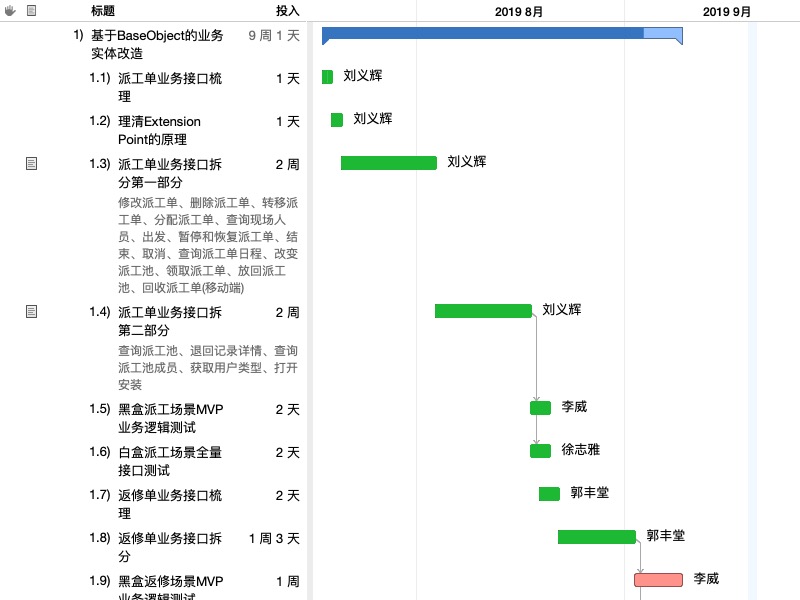 标题 投入 2019 8月 2019 9月
1) 基于BaseObject的业务 9 周 1 天
实体改造
1.1) 派工单业务接口梳 1 天 刘义辉
理
1.2) 理清Extension 1 天 刘义辉
Point的原理
1.3) 派工单业务接口拆 2 周 刘义辉
分第一部分
修改派工单、删除派工单、转移派
工单、分配派工单、查询现场人
员、出发、暂停和恢复派工单、结
束、取消、查询派工单日程、改变
派工池、领取派工单、放回派工
池、回收派工单(移动端)
1.4) 派工单业务接口拆 2 周 刘义辉
第二部分
查询派工池、退回记录详情、查询
派工池成员、获取用户类型、打开
安装
1.5) 黑盒派工场景MVP 2 天 李威
业务逻辑测试
1.6) 白盒派工场景全量 2 天 徐志雅
接口测试
1.7) 返修单业务接口梳 2 天 郭丰堂
理
1.8) 返修单业务接口拆 1 周 3 天 郭丰堂
分
1.9) 黑盒返修场景MVP 1 周 李威
业务逻辑测试